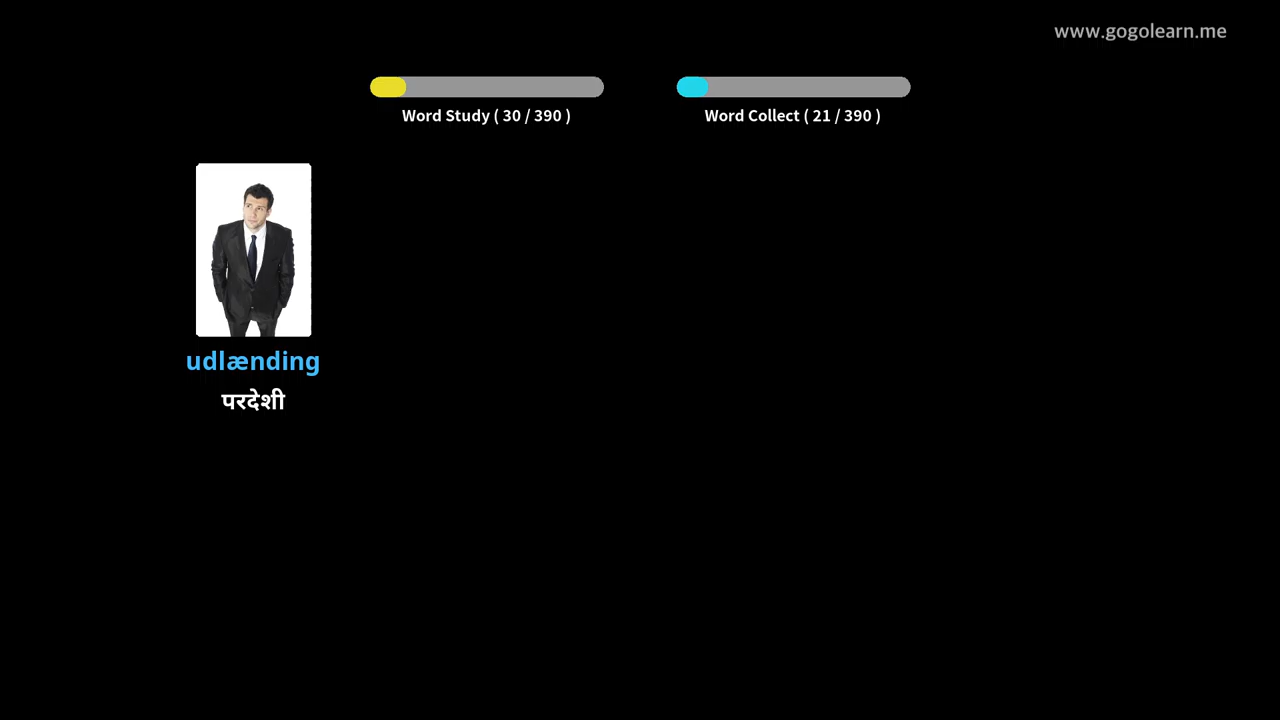 www.gogolearn.me
Word Study ( 30 / 390 )
Word Collect ( 21 / 390 )
udlænding
परदेशी